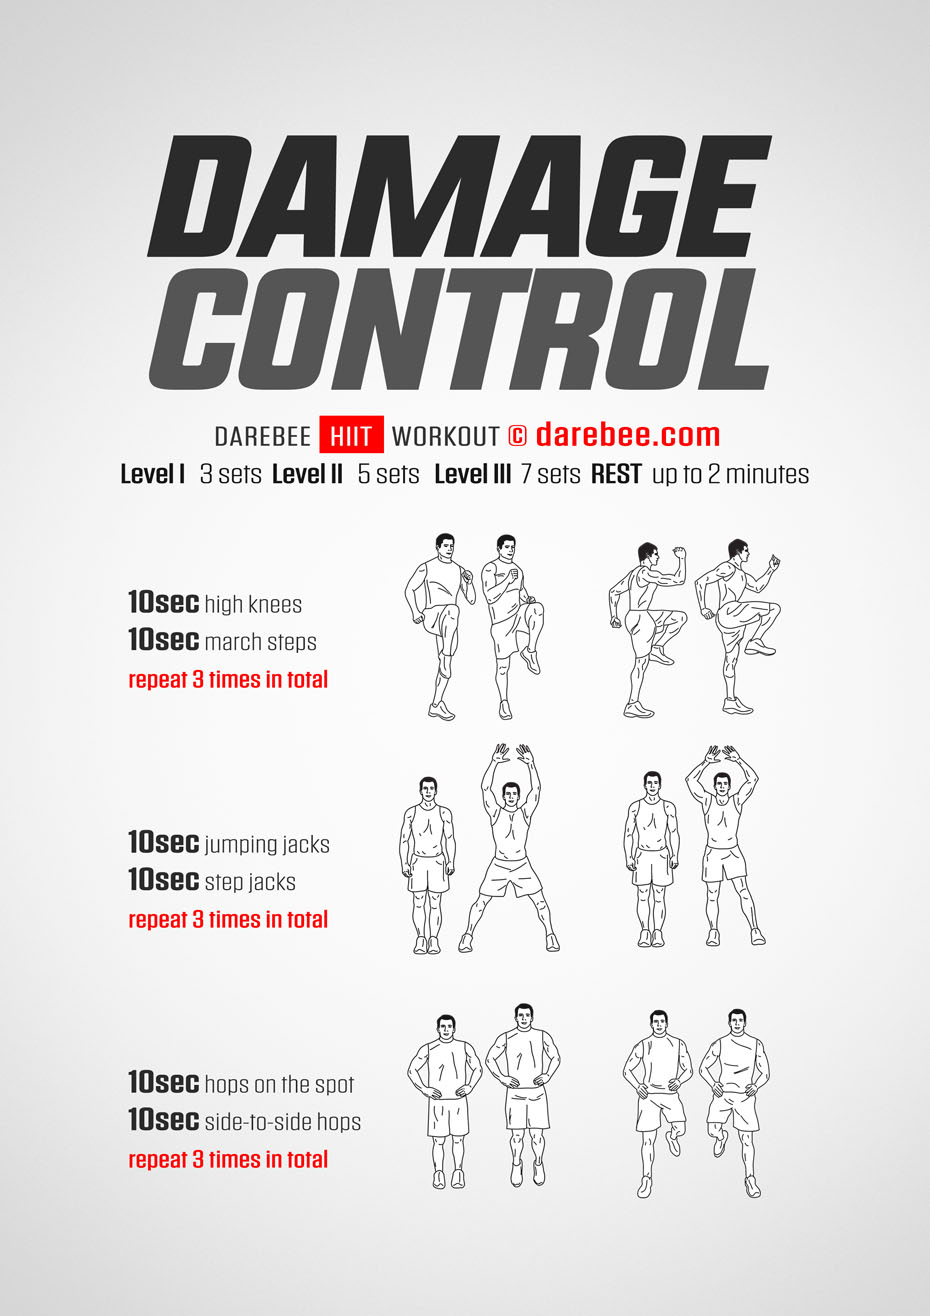 DAMAGE
CONTROL
DAREBEE HIIT WORKOUT © darebee.com
Level I 3 sets Level II 5 sets Level III 7 sets REST up to 2 minutes
10sec high knees
10sec march steps
repeat 3 times in total
10sec jumping jacks
10sec step jacks
repeat 3 times in total
10sec hops on the spot
10sec side-to-side hops
repeat 3 times in total